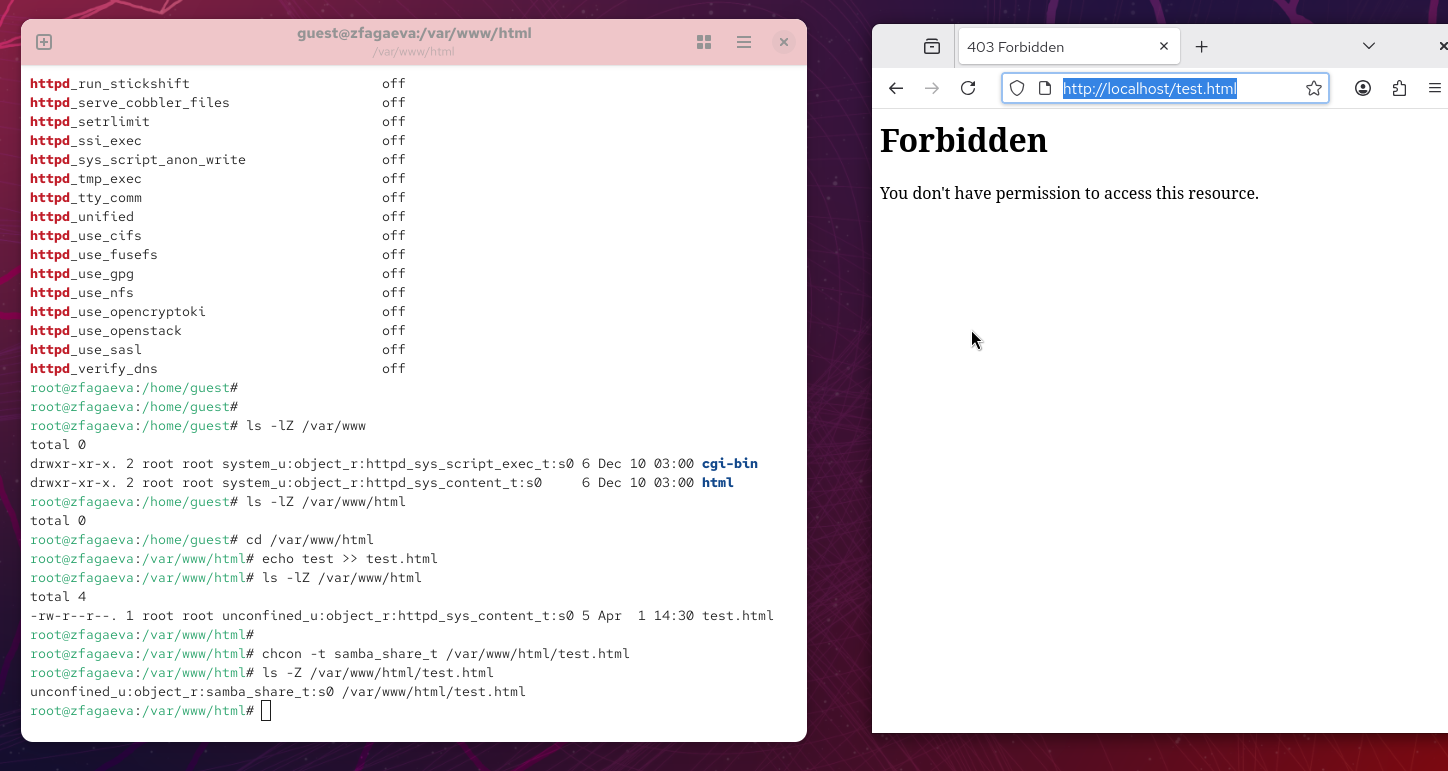 guest@zfagaeva:/var/www/html
/var/www/html
httpd_run_stickshift off
httpd_serve_cobbler_files off
httpd_setrlimit off
httpd_ssi_exec off
httpd_sys_script_anon_write off
httpd_tmp_exec off
httpd_tty_comm off
httpd_unified off
httpd_use_cifs off
httpd_use_fusefs off
httpd_use_gpg off
httpd_use_nfs off
httpd_use_opencryptoki off
httpd_use_openstack off
httpd_use_sasl off
httpd_verify_dns off
root@zfagaeva:/home/guest#
root@zfagaeva:/home/guest#
root@zfagaeva:/home/guest# ls -lZ /var/www
total 0
drwxr-xr-x. 2 root root system_u:object_r:httpd_sys_script_exec_t:s0 6 Dec 10 03:00 cgi-bin
drwxr-xr-x. 2 root root system_u:object_r:httpd_sys_content_t:s0 6 Dec 10 03:00 html
root@zfagaeva:/home/guest# ls -lZ /var/www/html
total 0
root@zfagaeva:/home/guest# cd /var/www/html
root@zfagaeva:/var/www/html# echo test >> test.html
root@zfagaeva:/var/www/html# ls -lZ /var/www/html
total 4
-rw-r--r--. 1 root root unconfined_u:object_r:httpd_sys_content_t:s0 5 Apr 1 14:30 test.html
root@zfagaeva:/var/www/html#
root@zfagaeva:/var/www/html# chcon -t samba_share_t /var/www/html/test.html
root@zfagaeva:/var/www/html# ls -Z /var/www/html/test.html
unconfined_u:object_r:samba_share_t:s0 /var/www/html/test.html
root@zfagaeva:/var/www/html#
403 Forbidden
http://localhost/test.html
Forbidden
You don't have permission to access this resource.